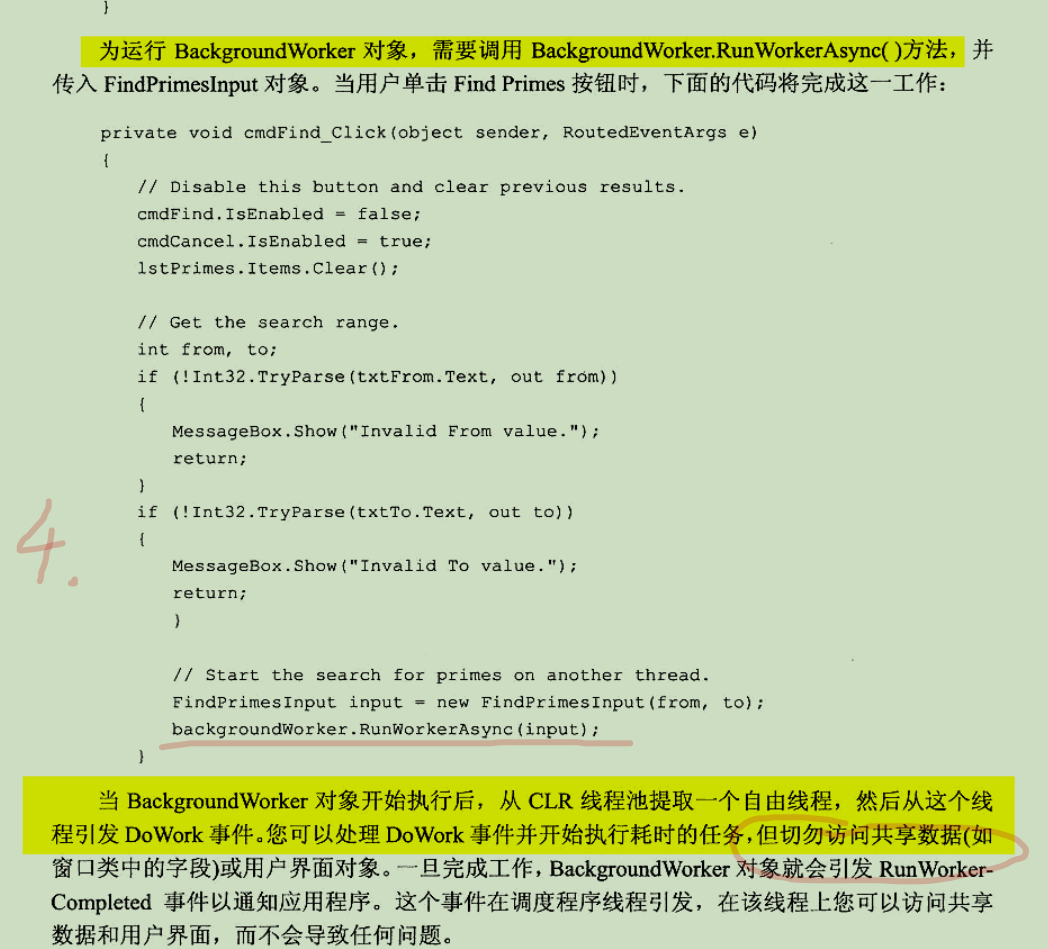 }
为运行 BackgroundWorker 对象，需要调用 BackgroundWorker.RunWorkerAsync( )方法，并
传入 FindPrimesInput 对象。当用户单击 Find Primes 按钮时，下面的代码将完成这一工作：
private void cmdFind_Click(object sender, RoutedEventArgs e)
{
// Disable this button and clear previous results.
cmdFind.IsEnabled = false;
cmdCancel.IsEnabled = true;
lstPrimes.Items.Clear();
// Get the search range.
int from, to;
if (!Int32.TryParse(txtFrom.Text, out from))
{
MessageBox.Show("Invalid From value.");
return;
}
if (!Int32.TryParse(txtTo.Text, out to))
4.
{
MessageBox.Show("Invalid To value.");
return;
}
// Start the search for primes on another thread.
FindPrimesInput input = new FindPrimesInput(from, to);
backgroundWorker.RunWorkerAsync(input);
}
当 BackgroundWorker 对象开始执行后，从 CLR 线程池提取一个自由线程，然后从这个线
程引发 DoWork 事件。您可以处理 DoWork 事件并开始执行耗时的任务，但切勿访问共享数据(如
窗口类中的字段)或用户界面对象。一旦完成工作，BackgroundWorker 对象就会引发 RunWorker-
Completed 事件以通知应用程序。这个事件在调度程序线程引发，在该线程上您可以访问共享
数据和用户界面，而不会导致任何问题。